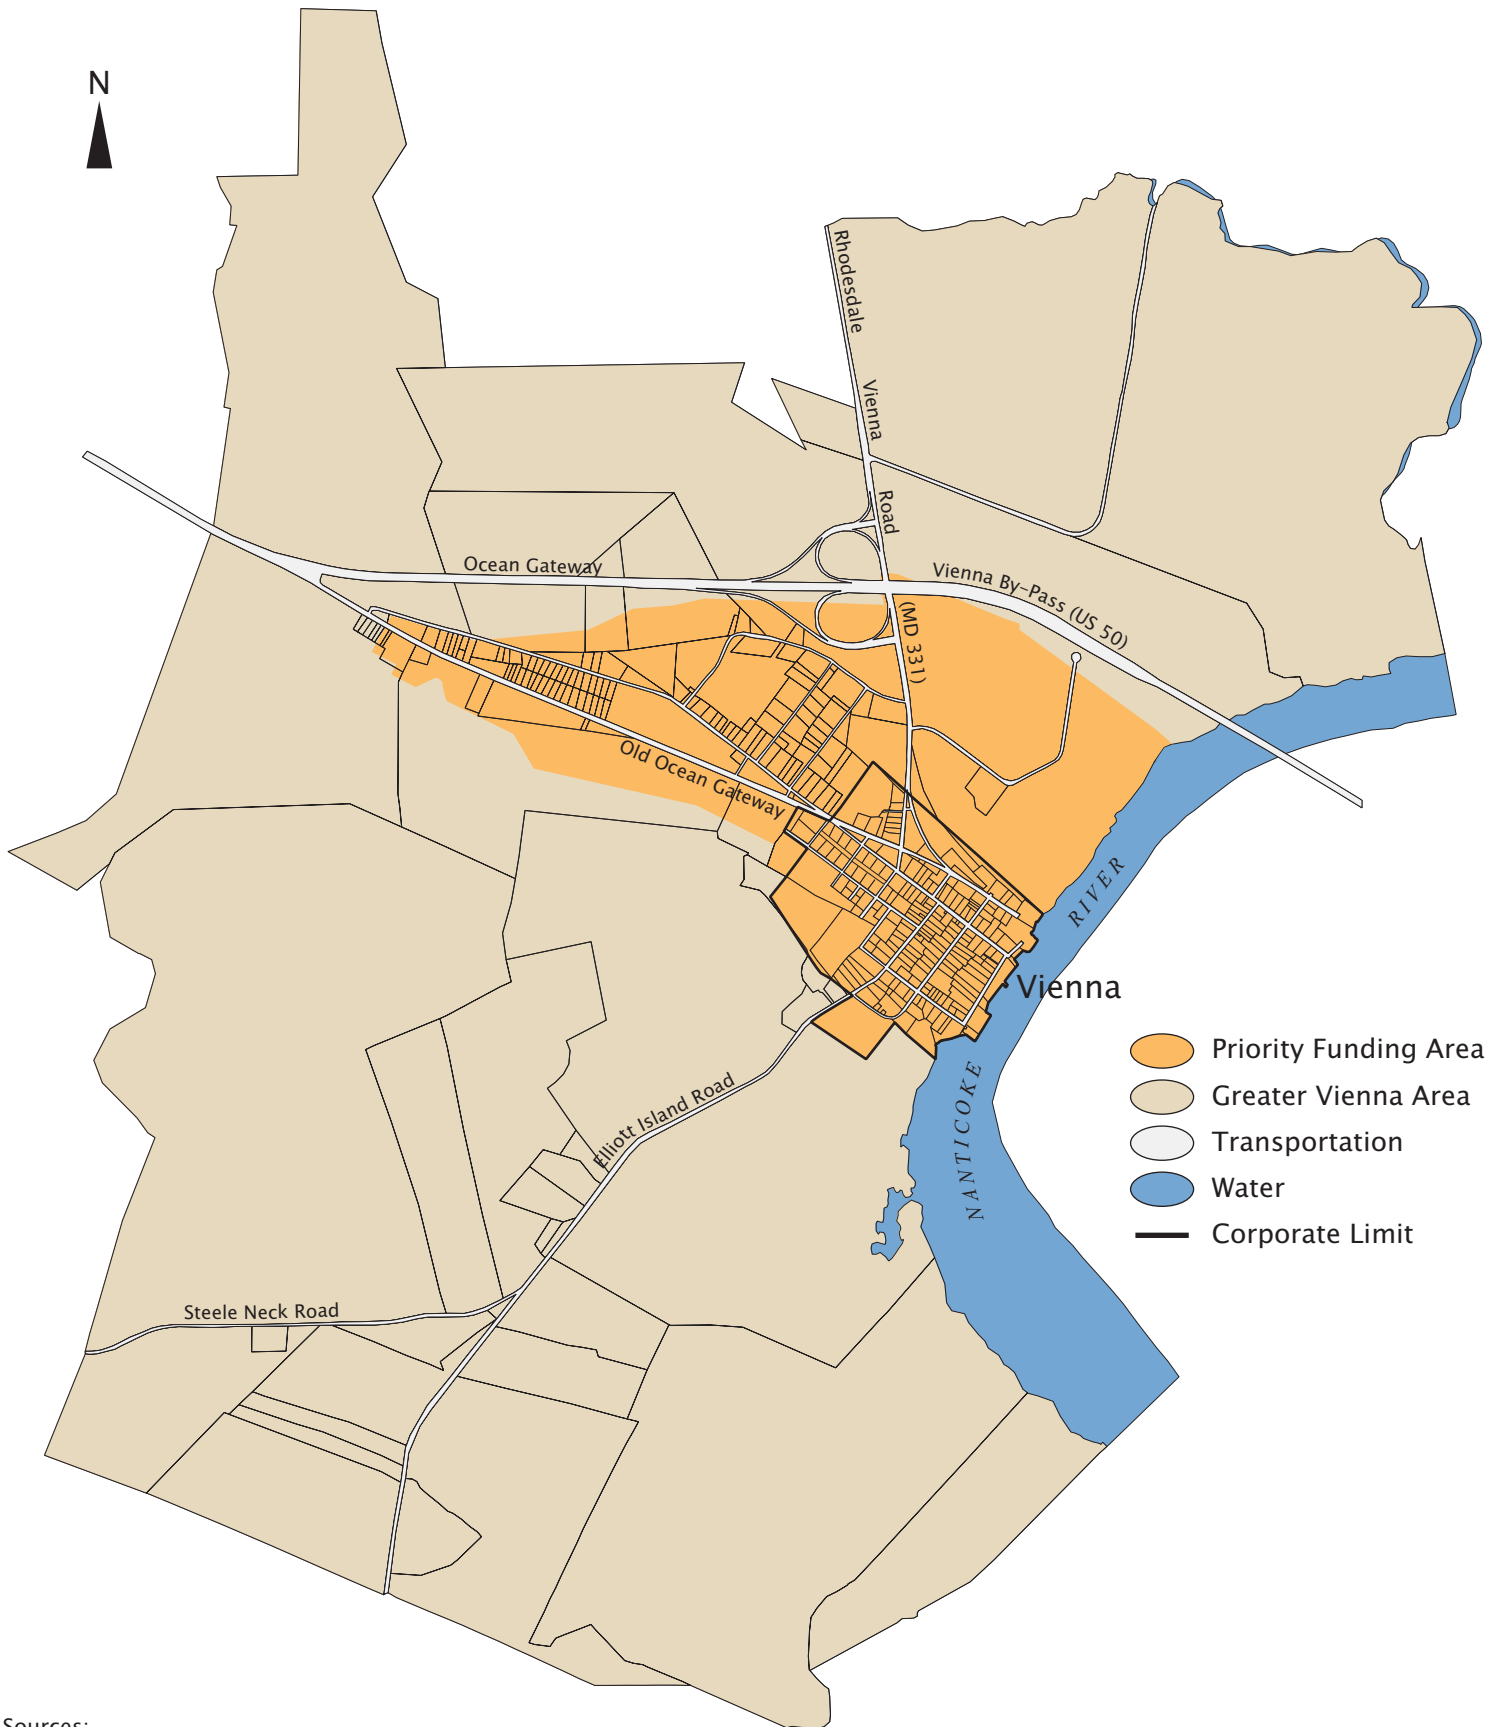 N
Rhodesdale
Vienna
Road
Ocean Gateway
Vienna By-Pass (US 50)
(MD 331)
Old Ocean Gateway
RIVER
Vienna
Priority Funding Area
Greater Vienna Area
Transportation
Water
Corporate Limit
NANTICOKE
Elliott Island Road
Steele Neck Road
Sources: